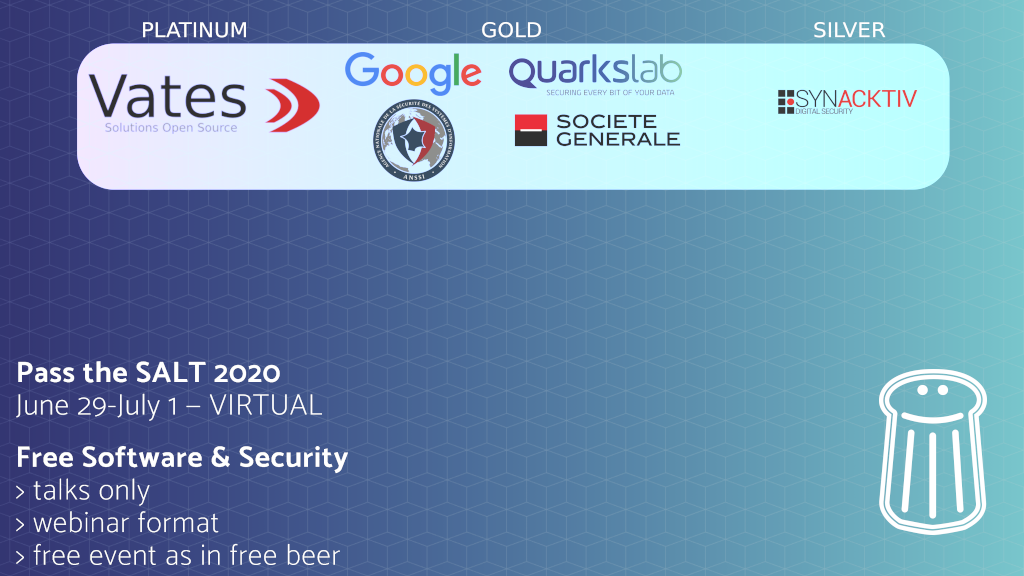 PLATINUM GOLD SILVER
Vates
Solutions Open Source
Google
AGENCE NATIONALE DE LA SÉCURITÉ DES SYSTÈMES D'INFORMATION
ANSSI
Quarkslab
SECURING EVERY BIT OF YOUR DATA
SOCIETE
GENERALE
SYNACKTIV
DIGITAL SECURITY
Pass the SALT 2020
June 29-July 1 – VIRTUAL
Free Software & Security
> talks only
> webinar format
> free event as in free beer